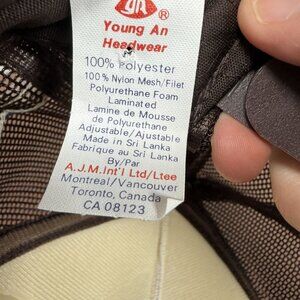 YA ®
Young An
Headwear
100% Polyester
100% Nylon Mesh/Filet
Polyurethane Foam
Laminated
Lamine de Mousse
de Polyurethane
Adjustable/Ajustable
Made in Sri Lanka
Fabrique au Sri Lanka
By/Par
A.J.M.Int'l Ltd/Ltee
Montreal/Vancouver
Toronto, Canada
CA 08123